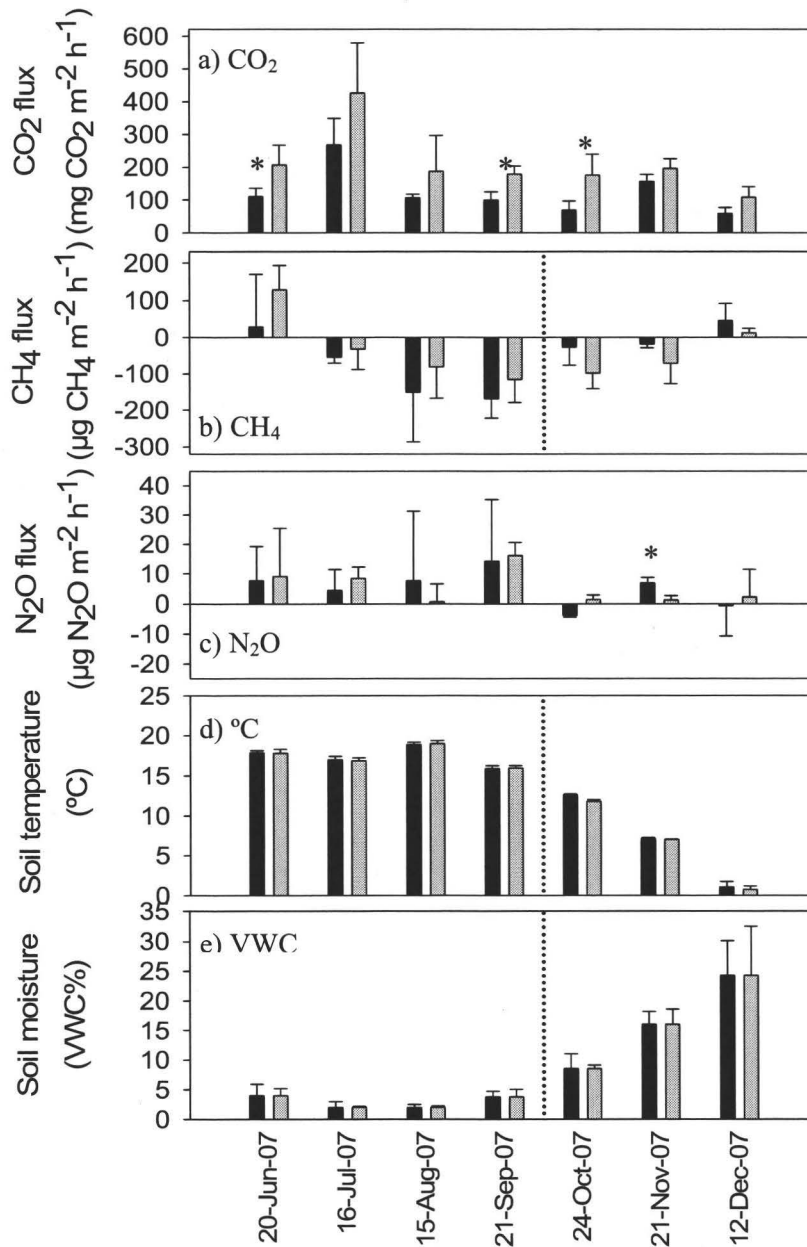 CO₂ flux
(mg CO₂ m⁻² h⁻¹)
600
500
400
300
200
100
0
a) CO₂
*
*
*
CH₄ flux
(µg CH₄ m⁻² h⁻¹)
200
100
0
-100
-200
-300
b) CH₄
N₂O flux
(µg N₂O m⁻² h⁻¹)
40
30
20
10
0
-10
-20
c) N₂O
*
Soil temperature
(ºC)
25
20
15
10
5
0
d) ºC
Soil moisture
(VWC%)
35
30
25
20
15
10
5
0
e) VWC
20-Jun-07
16-Jul-07
15-Aug-07
21-Sep-07
24-Oct-07
21-Nov-07
12-Dec-07